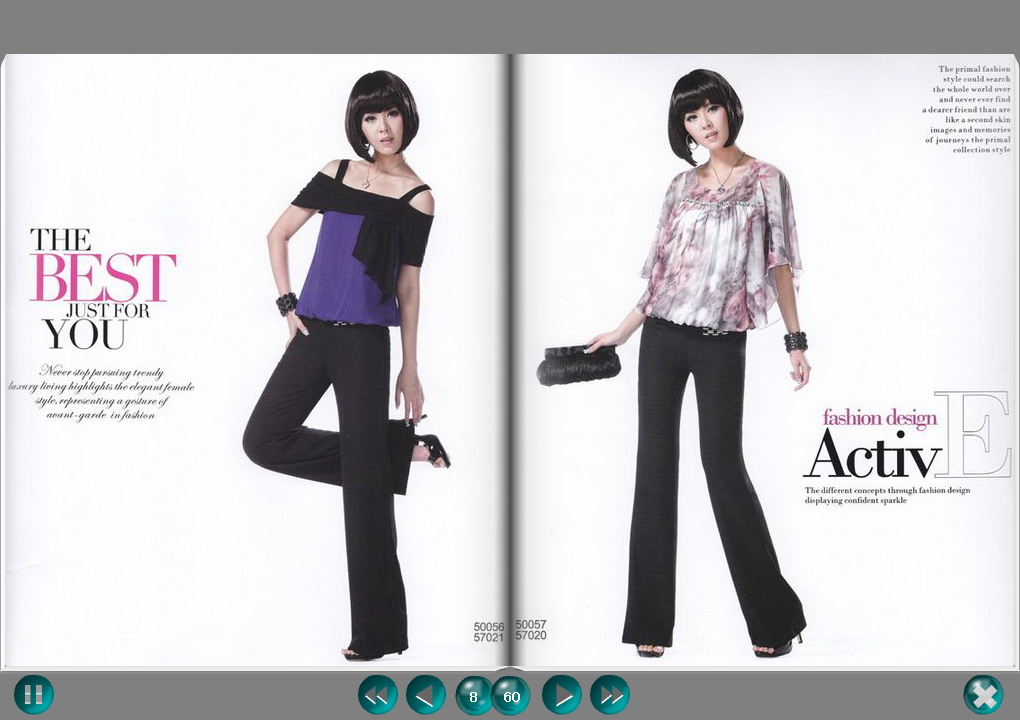 THE
BEST
JUST FOR
YOU
Never stop pursuing trendy
luxury living highlights the elegant female
style, representing a gesture of
avant-garde in fashion
50056
57021
The primal fashion
style could search
the whole world over
and never ever find
a dearer friend than are
like a second skin
images and memories
of journeys the primal
collection style
fashion design
ActivE
The different concepts through fashion design
displaying confident sparkle
50057
57020
8 60